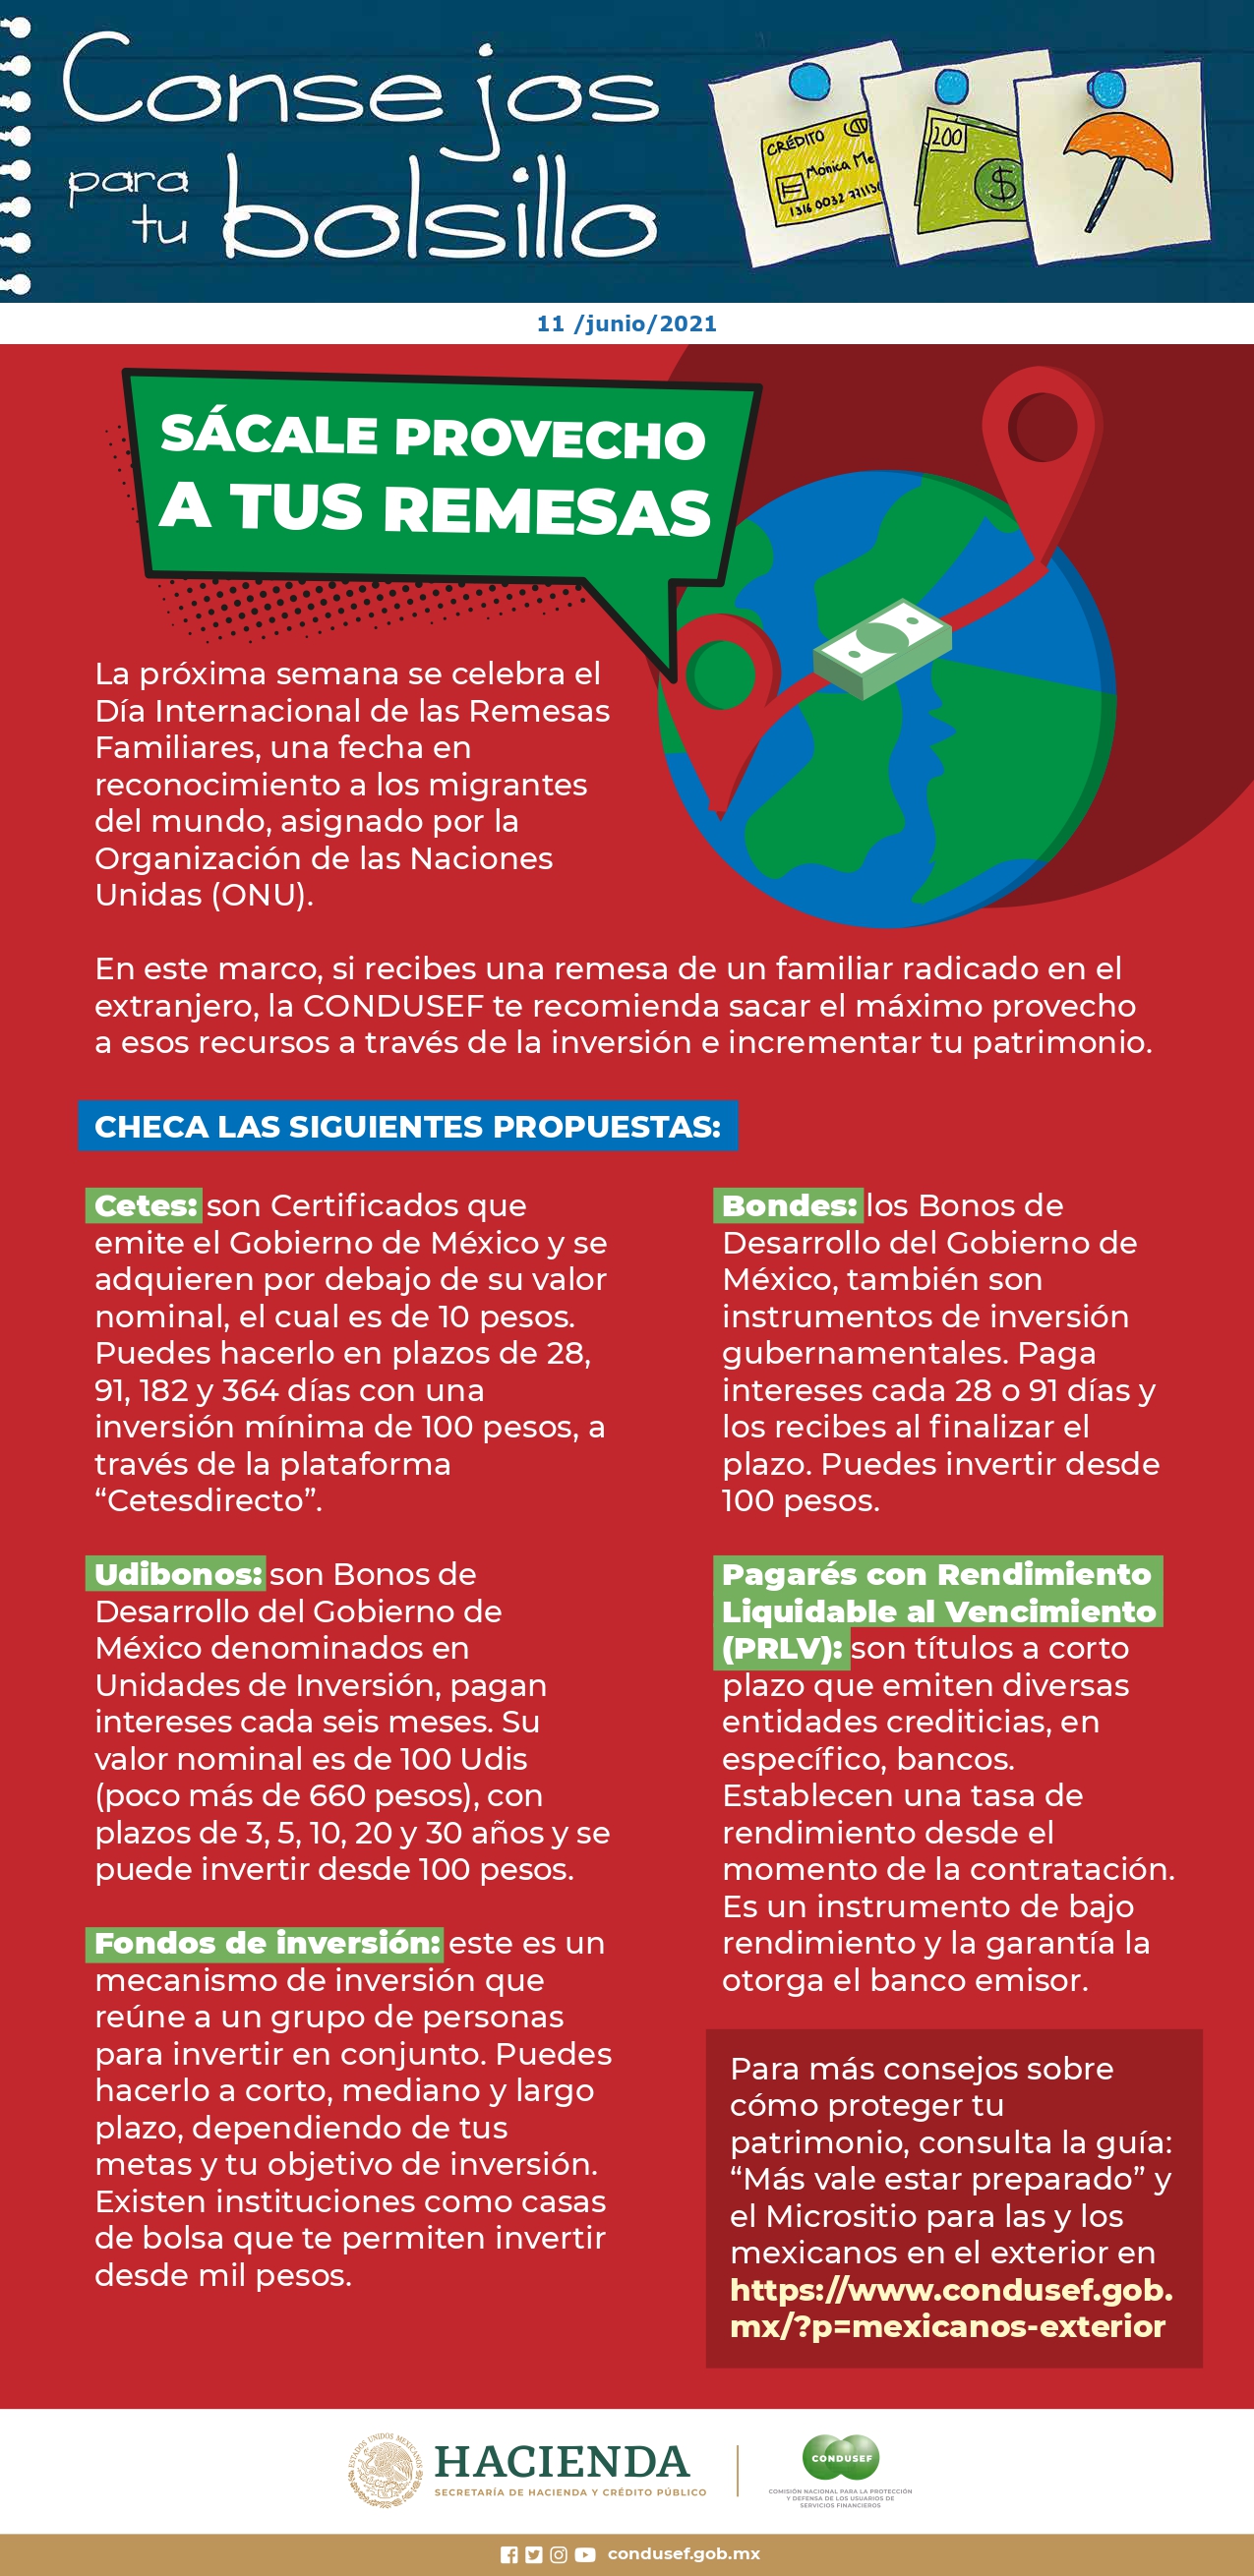 Consejos
para
tu bolsillo
CRÉDITO
Mónica Me
1316 0032
200
$
11 /junio/2021
SÁCALE PROVECHO
A TUS REMESAS
La próxima semana se celebra el
Día Internacional de las Remesas
Familiares, una fecha en
reconocimiento a los migrantes
del mundo, asignado por la
Organización de las Naciones
Unidas (ONU).
En este marco, si recibes una remesa de un familiar radicado en el
extranjero, la CONDUSEF te recomienda sacar el máximo provecho
a esos recursos a través de la inversión e incrementar tu patrimonio.
CHECA LAS SIGUIENTES PROPUESTAS:
Cetes: son Certificados que
emite el Gobierno de México y se
adquieren por debajo de su valor
nominal, el cual es de 10 pesos.
Puedes hacerlo en plazos de 28,
91, 182 y 364 días con una
inversión mínima de 100 pesos, a
través de la plataforma
“Cetesdirecto”.
Udibonos: son Bonos de
Desarrollo del Gobierno de
México denominados en
Unidades de Inversión, pagan
intereses cada seis meses. Su
valor nominal es de 100 Udis
(poco más de 660 pesos), con
plazos de 3, 5, 10, 20 y 30 años y se
puede invertir desde 100 pesos.
Fondos de inversión: este es un
mecanismo de inversión que
reúne a un grupo de personas
para invertir en conjunto. Puedes
hacerlo a corto, mediano y largo
plazo, dependiendo de tus
metas y tu objetivo de inversión.
Existen instituciones como casas
de bolsa que te permiten invertir
desde mil pesos.
Bondes: los Bonos de
Desarrollo del Gobierno de
México, también son
instrumentos de inversión
gubernamentales. Paga
intereses cada 28 o 91 días y
los recibes al finalizar el
plazo. Puedes invertir desde
100 pesos.
Pagarés con Rendimiento
Liquidable al Vencimiento
(PRLV): son títulos a corto
plazo que emiten diversas
entidades crediticias, en
específico, bancos.
Establecen una tasa de
rendimiento desde el
momento de la contratación.
Es un instrumento de bajo
rendimiento y la garantía la
otorga el banco emisor.
Para más consejos sobre
cómo proteger tu
patrimonio, consulta la guía:
“Más vale estar preparado” y
el Micrositio para las y los
mexicanos en el exterior en
https://www.condusef.gob.
mx/?p=mexicanos-exterior
ESTADOS UNIDOS MEXICANOS
HACIENDA
SECRETARÍA DE HACIENDA Y CRÉDITO PÚBLICO
CONDUSEF
COMISIÓN NACIONAL PARA LA PROTECCIÓN
Y DEFENSA DE LOS USUARIOS DE
SERVICIOS FINANCIEROS
condusef.gob.mx